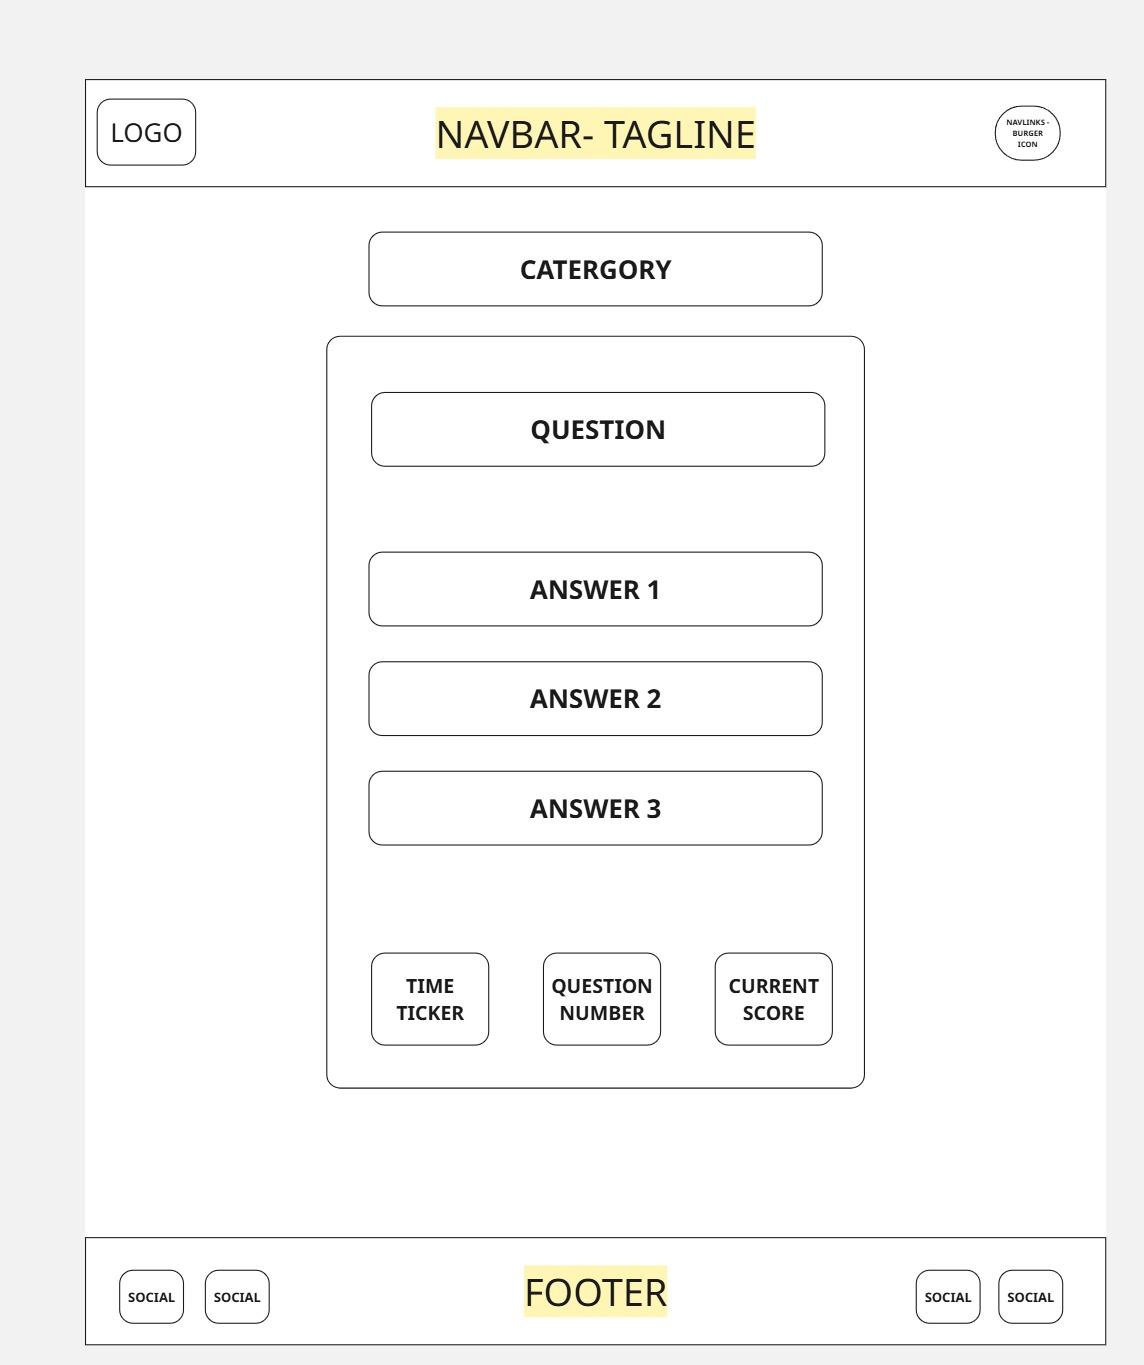 LOGO
NAVBAR- TAGLINE
NAVLINKS -
BURGER
ICON
CATERGORY
QUESTION
ANSWER 1
ANSWER 2
ANSWER 3
TIME
TICKER
QUESTION
NUMBER
CURRENT
SCORE
SOCIAL
SOCIAL
FOOTER
SOCIAL
SOCIAL